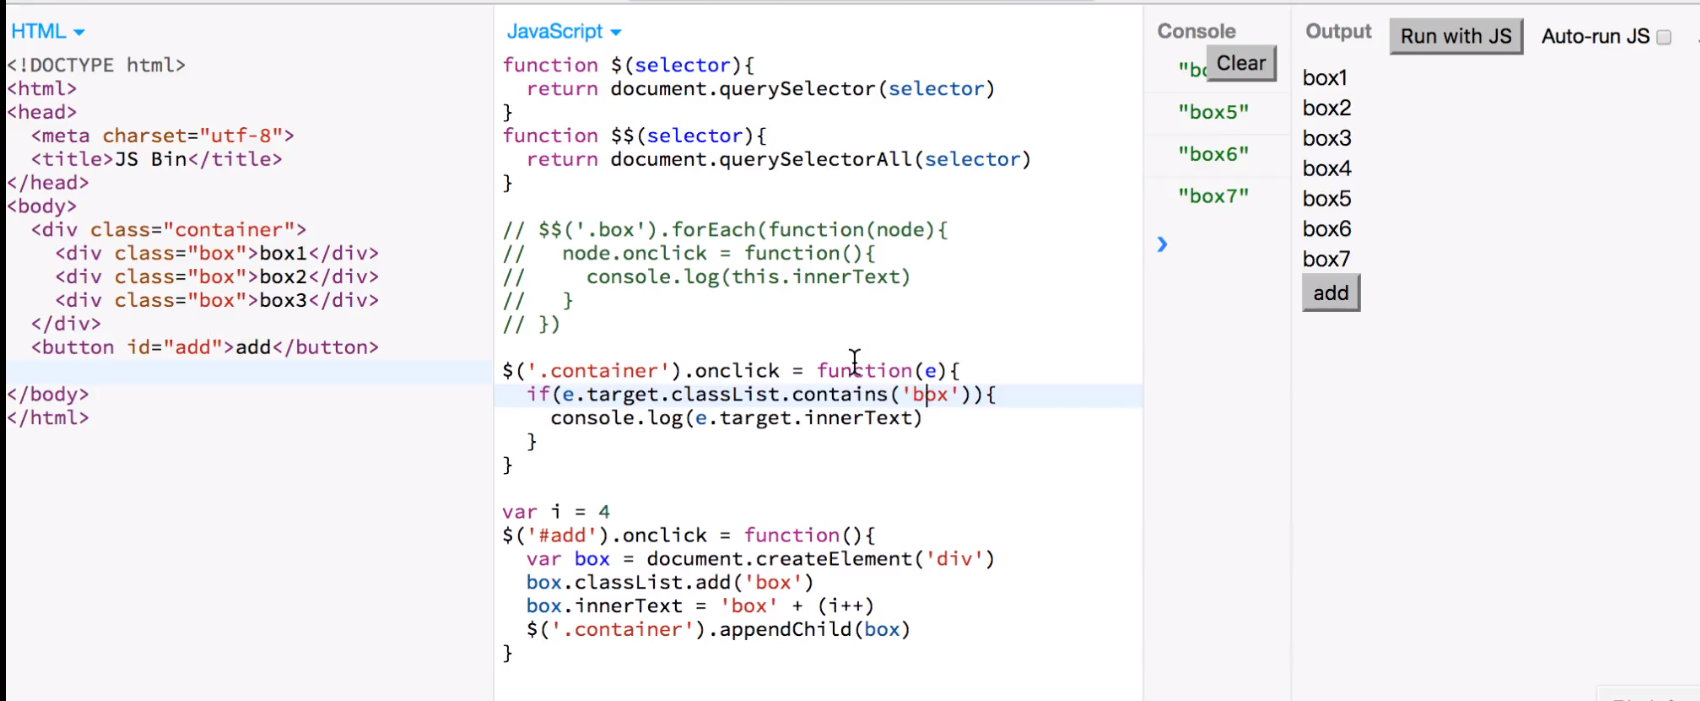 HTML
<!DOCTYPE html>
<html>
<head>
  <meta charset="utf-8">
  <title>JS Bin</title>
</head>
<body>
  <div class="container">
    <div class="box">box1</div>
    <div class="box">box2</div>
    <div class="box">box3</div>
  </div>
  <button id="add">add</button>
</body>
</html>
JavaScript
function $(selector){
  return document.querySelector(selector)
}
function $$(selector){
  return document.querySelectorAll(selector)
}
// $$('.box').forEach(function(node){
//   node.onclick = function(){
//     console.log(this.innerText)
//   }
// })
$('.container').onclick = function(e){
  if(e.target.classList.contains('box')){
    console.log(e.target.innerText)
  }
}
var i = 4
$('#add').onclick = function(){
  var box = document.createElement('div')
  box.classList.add('box')
  box.innerText = 'box' + (i++)
  $('.container').appendChild(box)
}
Console
Clear
"box5"
"box6"
"box7"
Output
Run with JS
Auto-run JS
box1
box2
box3
box4
box5
box6
box7
add